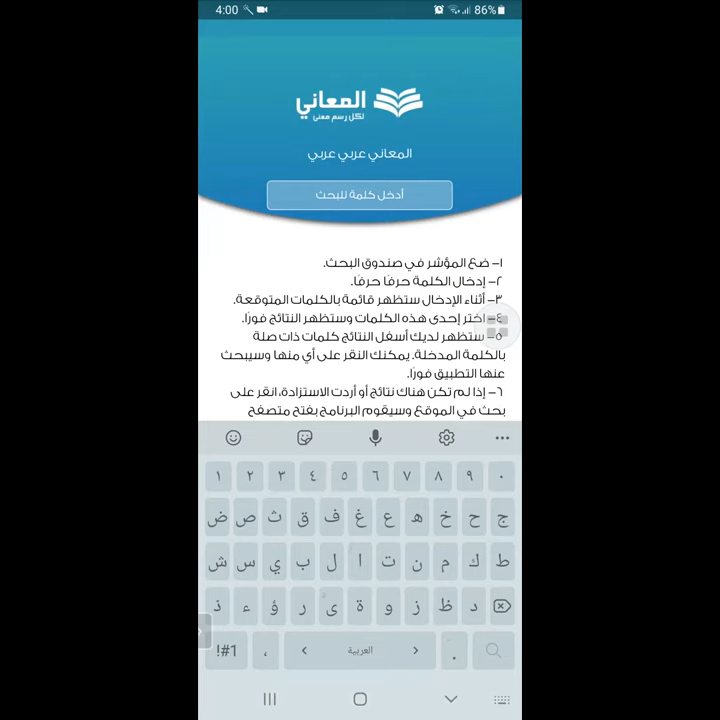 4:00 86%
المعاني
لكل رسم معنى
المعاني عربي عربي
أدخل كلمة للبحث
١- ضع المؤشر في صندوق البحث.
٢- إدخال الكلمة حرفًا حرفًا.
٣- أثناء الإدخال ستظهر قائمة بالكلمات المتوقعة.
٤- اختر إحدى هذه الكلمات وستظهر النتائج فورًا.
٥- ستظهر لديك أسفل النتائج كلمات ذات صلة
بالكلمة المدخلة. يمكنك النقر على أي منها وسيبحث
عنها التطبيق فورًا.
٦- إذا لم تكن هناك نتائج أو أردت الاستزادة، انقر على
بحث في الموقع وسيقوم البرنامج بفتح متصفح
١ ٢ ٣ ٤ ٥ ٦ ٧ ٨ ٩ ٠
ض ص ث ق ف غ ع ه خ ح ج
ش س ي ب ل ا ت ن م ك ط
ذ ء ؤ ر ى ة و ز ظ د
!#1 ، < العربية > .